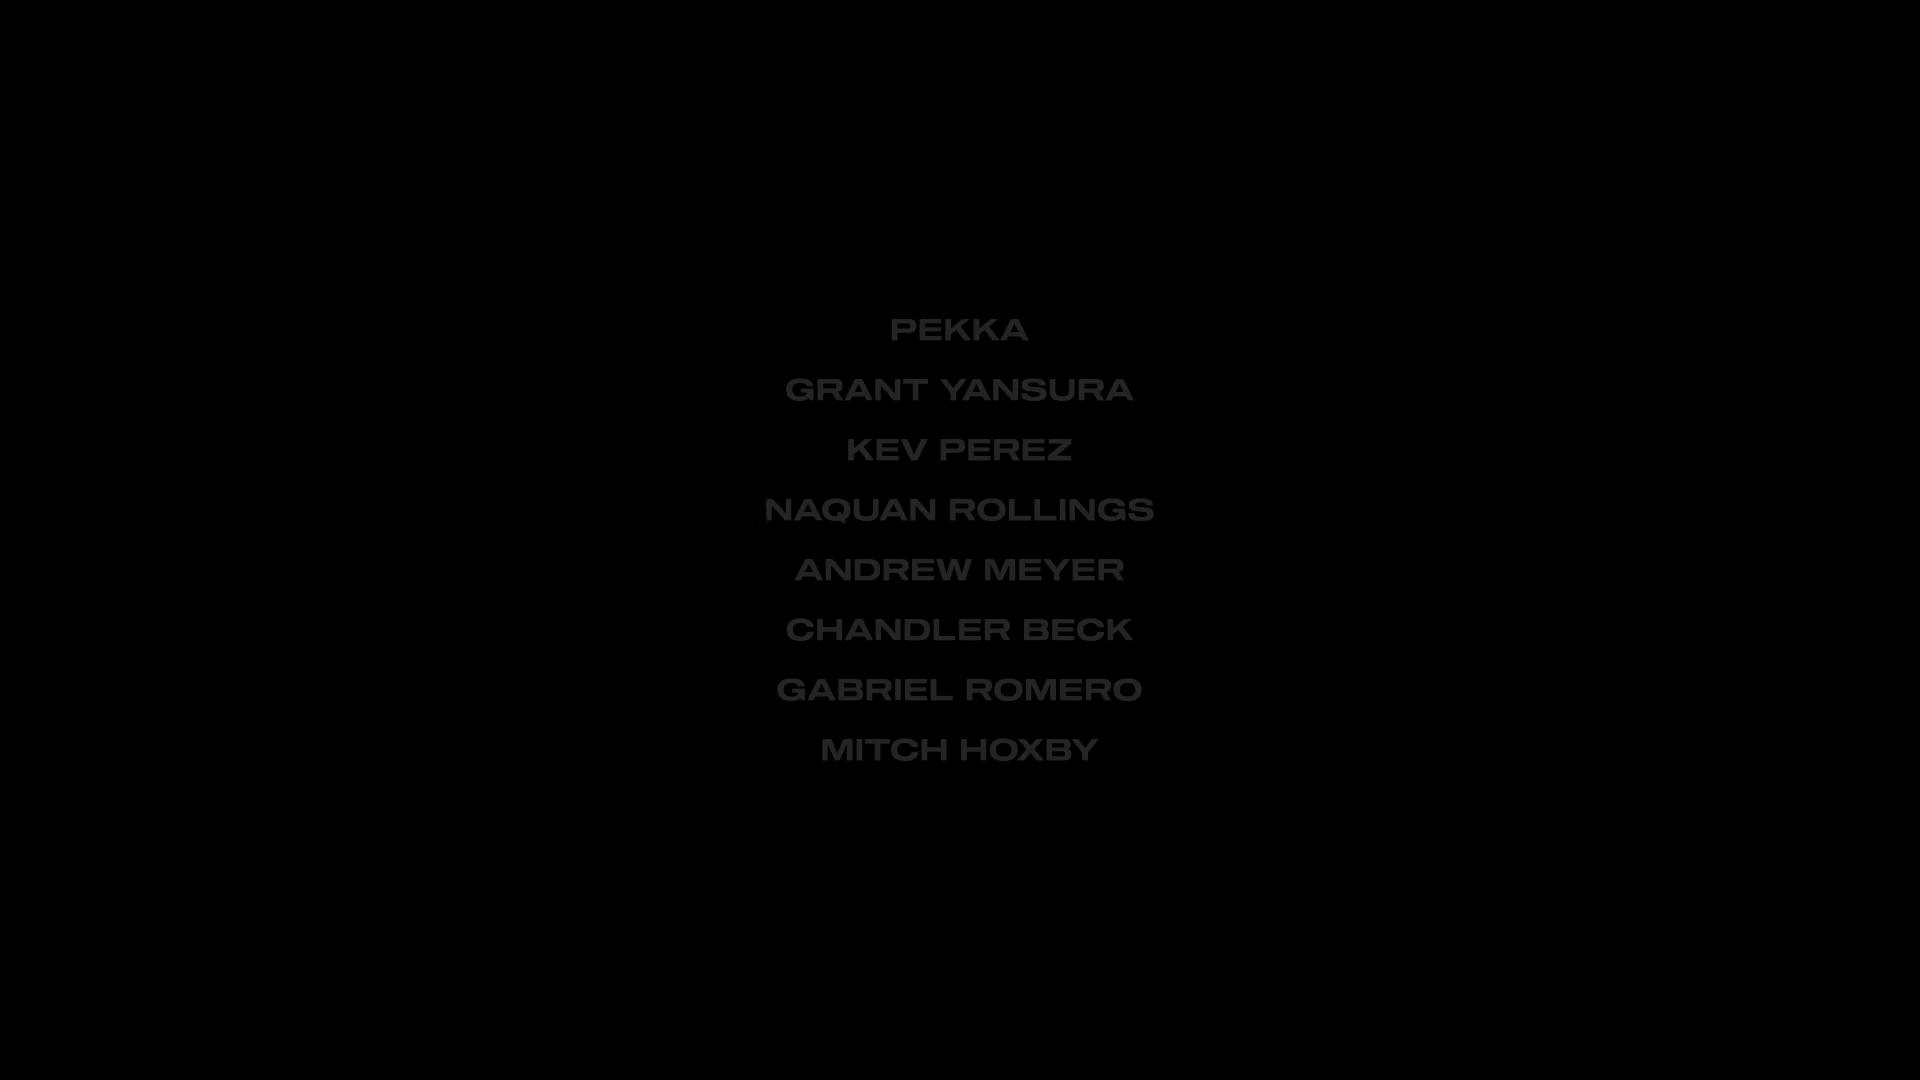 PEKKA
GRANT YANSURA
KEV PEREZ
NAQUAN ROLLINGS
ANDREW MEYER
CHANDLER BECK
GABRIEL ROMERO
MITCH HOXBY